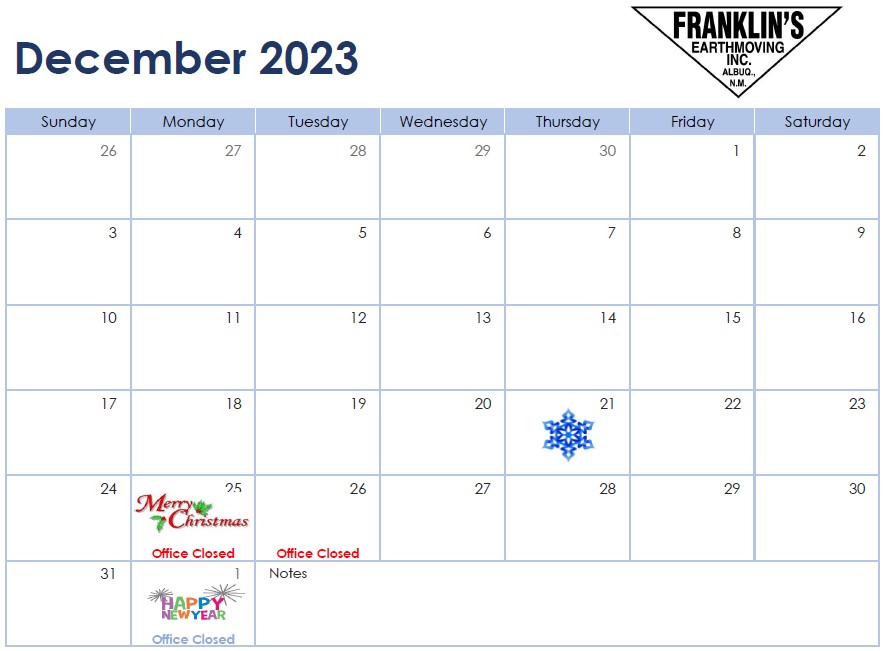 December 2023
FRANKLIN'S
EARTHMOVING
INC.
ALBUQ.,
N.M.
Sunday Monday Tuesday Wednesday Thursday Friday Saturday
26 27 28 29 30 1 2
3 4 5 6 7 8 9
10 11 12 13 14 15 16
17 18 19 20 21 22 23
24 25 26 27 28 29 30
Merry
Christmas
Office Closed Office Closed
31 1 Notes
HAPPY
NEW YEAR
Office Closed